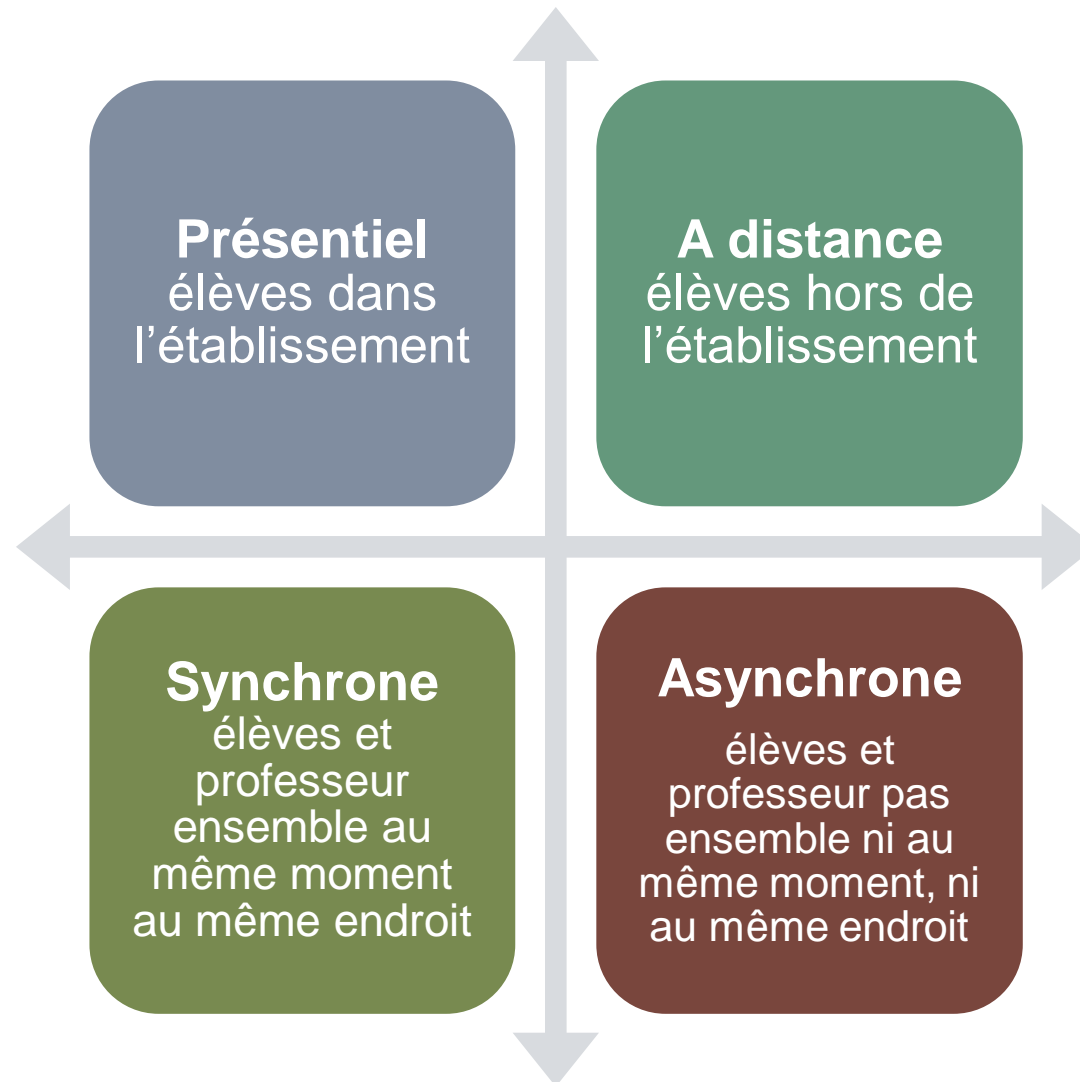 Présentiel
élèves dans
l’établissement
A distance
élèves hors de
l’établissement
Synchrone
élèves et
professeur
ensemble au
même moment
au même endroit
Asynchrone
élèves et
professeur pas
ensemble ni au
même moment, ni
au même endroit